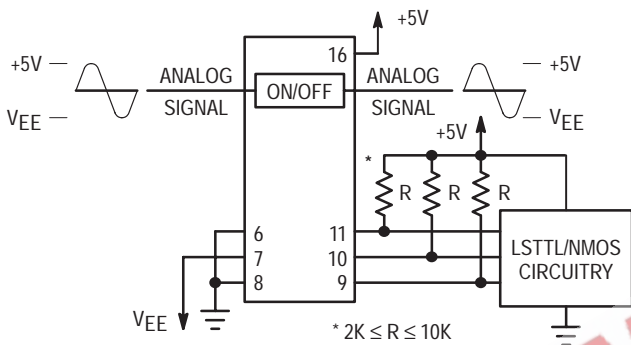 +5V
16
+5V
ANALOG
SIGNAL
ON/OFF
ANALOG
SIGNAL
+5V
VEE
VEE
+5V
*
R
R
R
6
7
8
11
10
9
LSTTL/NMOS
CIRCUITRY
VEE
* 2K ≤ R ≤ 10K